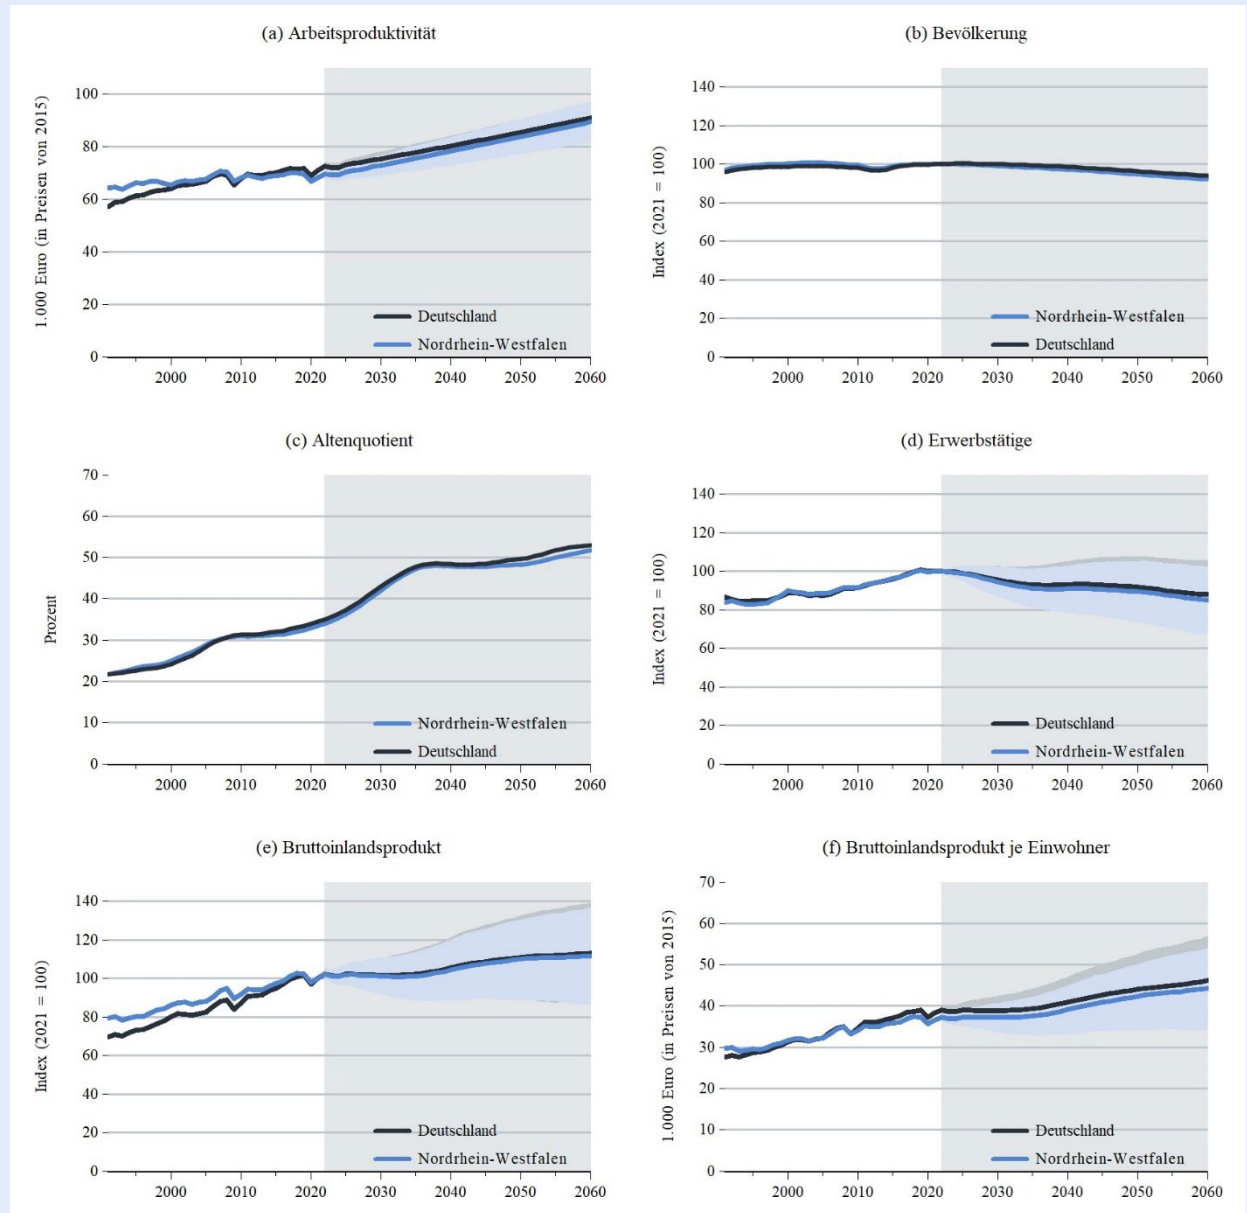 (a) Arbeitsproduktivität
1.000 Euro (in Preisen von 2015)
100
80
60
40
20
0
Deutschland
Nordrhein-Westfalen
2000 2010 2020 2030 2040 2050 2060
(b) Bevölkerung
Index (2021 = 100)
140
120
100
80
60
40
20
0
Nordrhein-Westfalen
Deutschland
2000 2010 2020 2030 2040 2050 2060
(c) Altenquotient
Prozent
70
60
50
40
30
20
10
0
Nordrhein-Westfalen
Deutschland
2000 2010 2020 2030 2040 2050 2060
(d) Erwerbstätige
Index (2021 = 100)
140
120
100
80
60
40
20
0
Deutschland
Nordrhein-Westfalen
2000 2010 2020 2030 2040 2050 2060
(e) Bruttoinlandsprodukt
Index (2021 = 100)
140
120
100
80
60
40
20
0
Deutschland
Nordrhein-Westfalen
2000 2010 2020 2030 2040 2050 2060
(f) Bruttoinlandsprodukt je Einwohner
1.000 Euro (in Preisen von 2015)
70
60
50
40
30
20
10
0
Deutschland
Nordrhein-Westfalen
2000 2010 2020 2030 2040 2050 2060